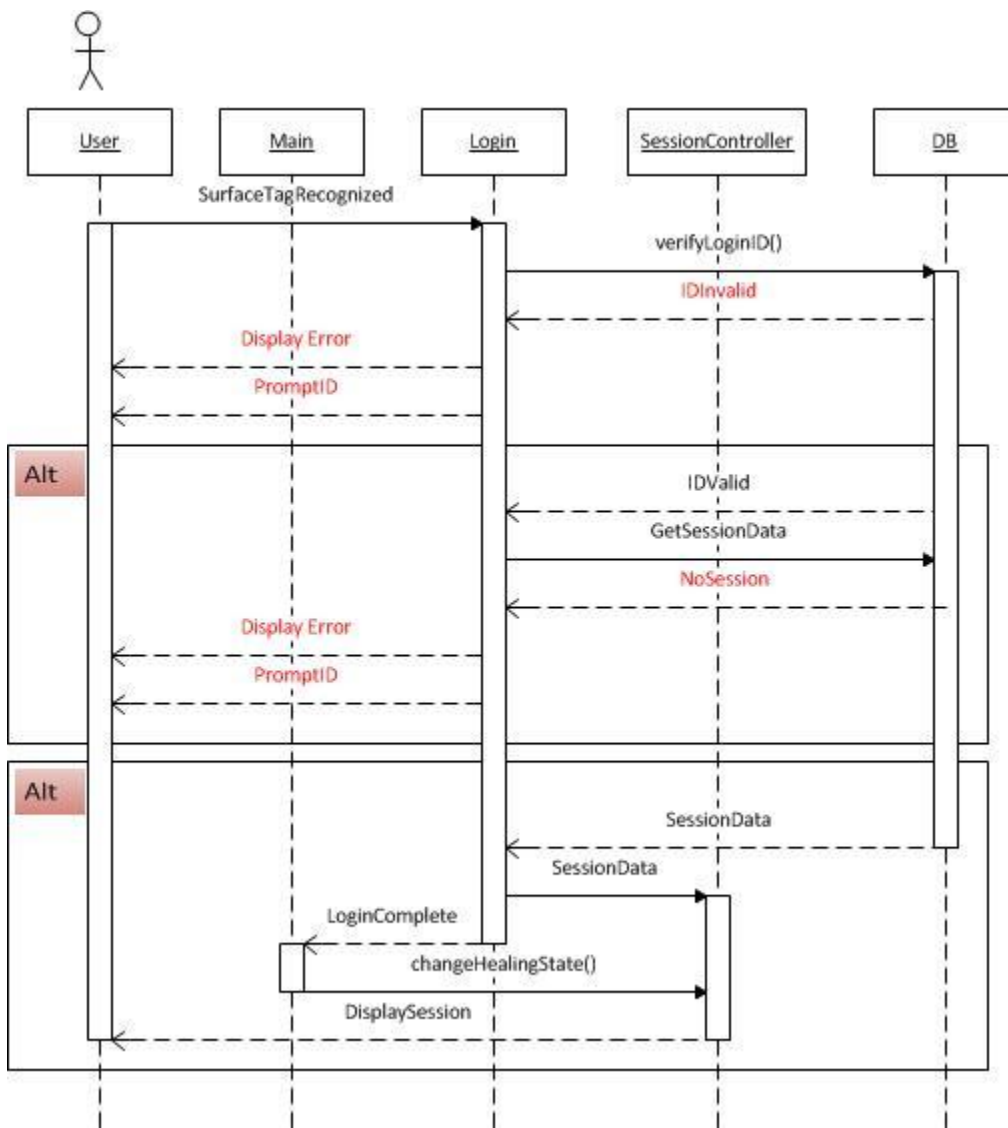 User
Main
Login
SessionController
DB
SurfaceTagRecognized
verifyLoginID()
IDInvalid
Display Error
PromptID
Alt
IDValid
GetSessionData
NoSession
Display Error
PromptID
Alt
SessionData
SessionData
LoginComplete
changeHealingState()
DisplaySession